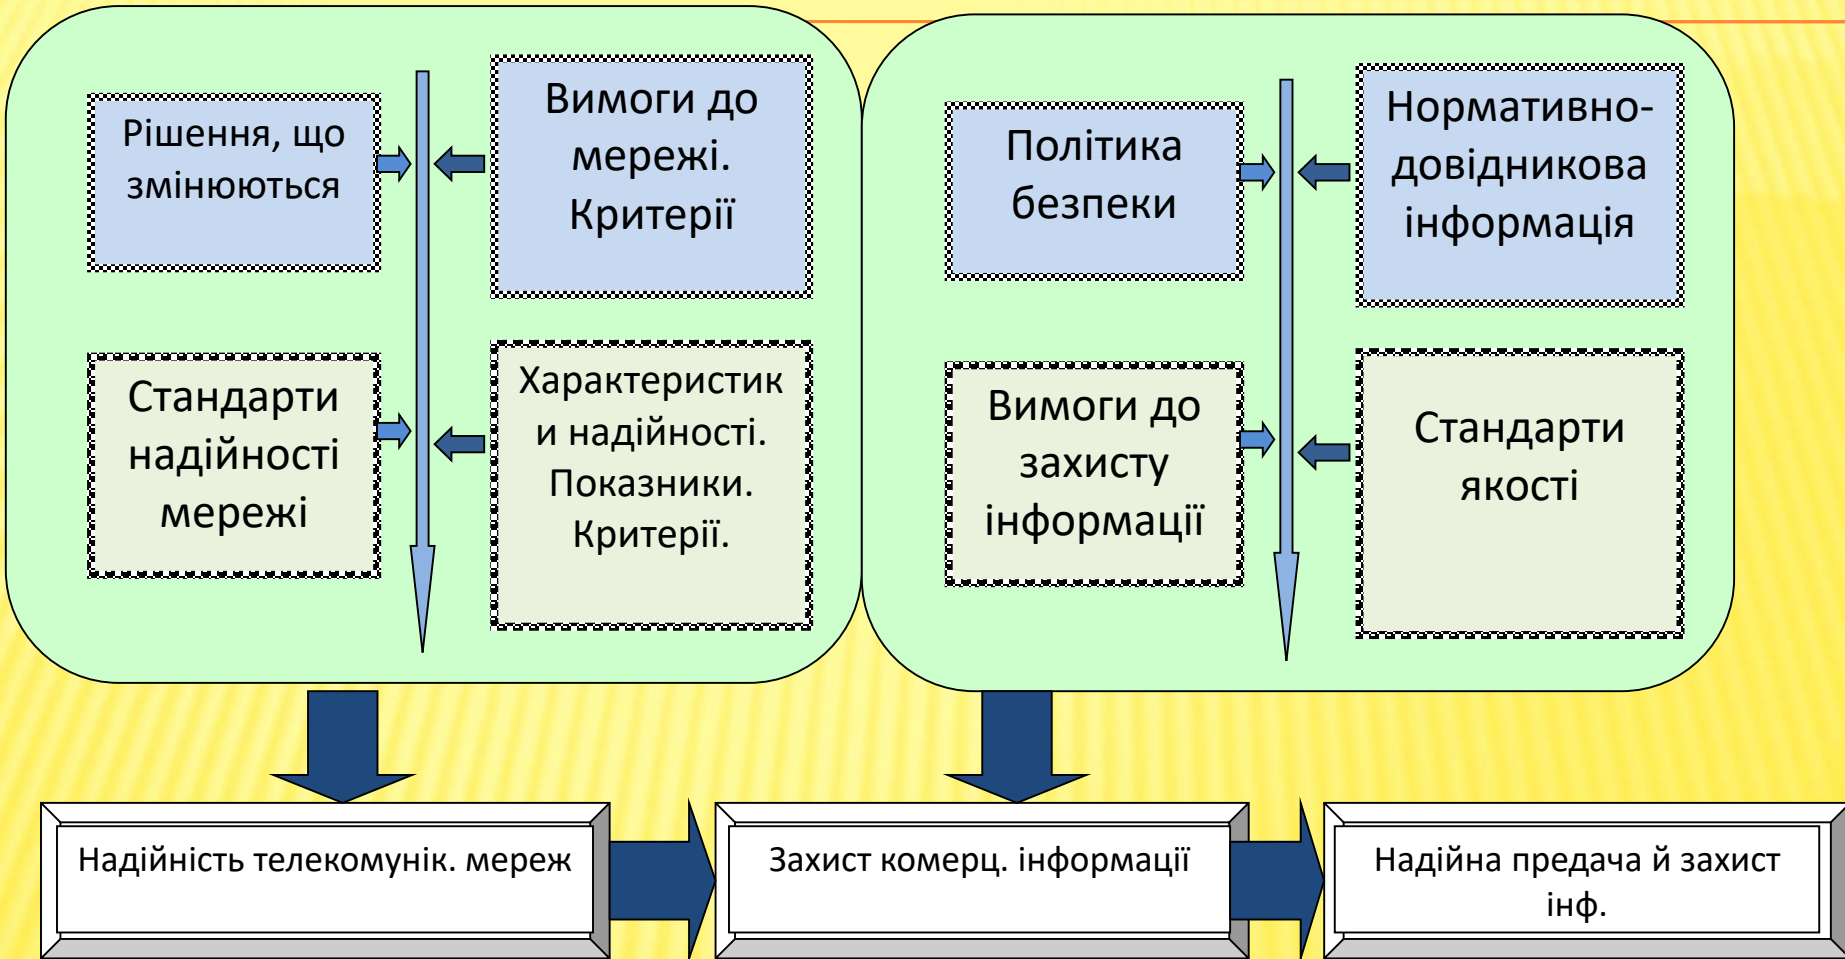 Рішення, що
змінюються
Вимоги до
мережі.
Критерії
Стандарти
надійності
мережі
Характеристик
и надійності.
Показники.
Критерії.
Політика
безпеки
Нормативно-
довідникова
інформація
Вимоги до
захисту
інформації
Стандарти
якості
Надійність телекомунік. мереж
Захист комерц. інформації
Надійна предача й захист
інф.